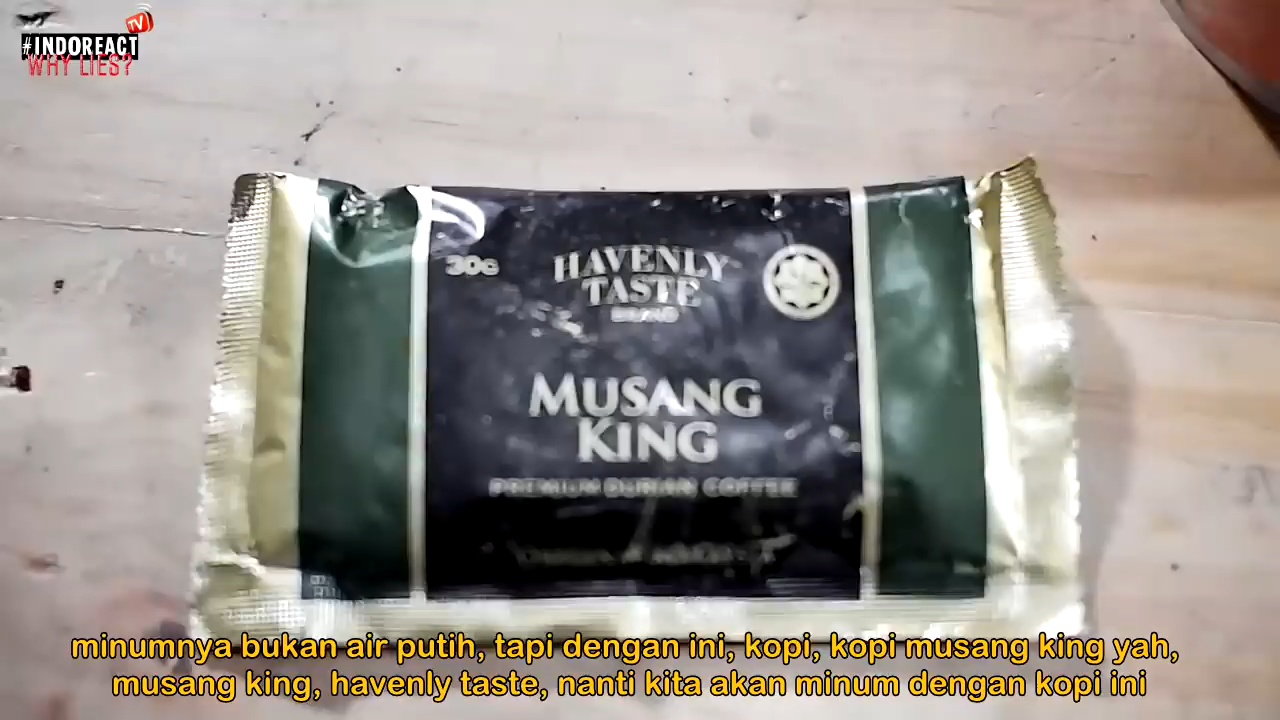 TV
#INDOREACT
WHY LIES?
30G
HAVENLY
TASTE
BRAND
MUSANG
KING
PREMIUM DURIAN COFFEE
minumnya bukan air putih, tapi dengan ini, kopi, kopi musang king yah,
musang king, havenly taste, nanti kita akan minum dengan kopi ini